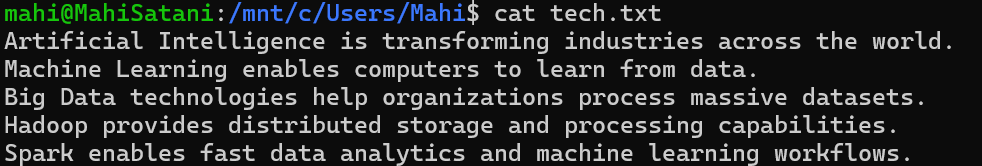 mahi@MahiSatani:/mnt/c/Users/Mahi$ cat tech.txt
Artificial Intelligence is transforming industries across the world.
Machine Learning enables computers to learn from data.
Big Data technologies help organizations process massive datasets.
Hadoop provides distributed storage and processing capabilities.
Spark enables fast data analytics and machine learning workflows.